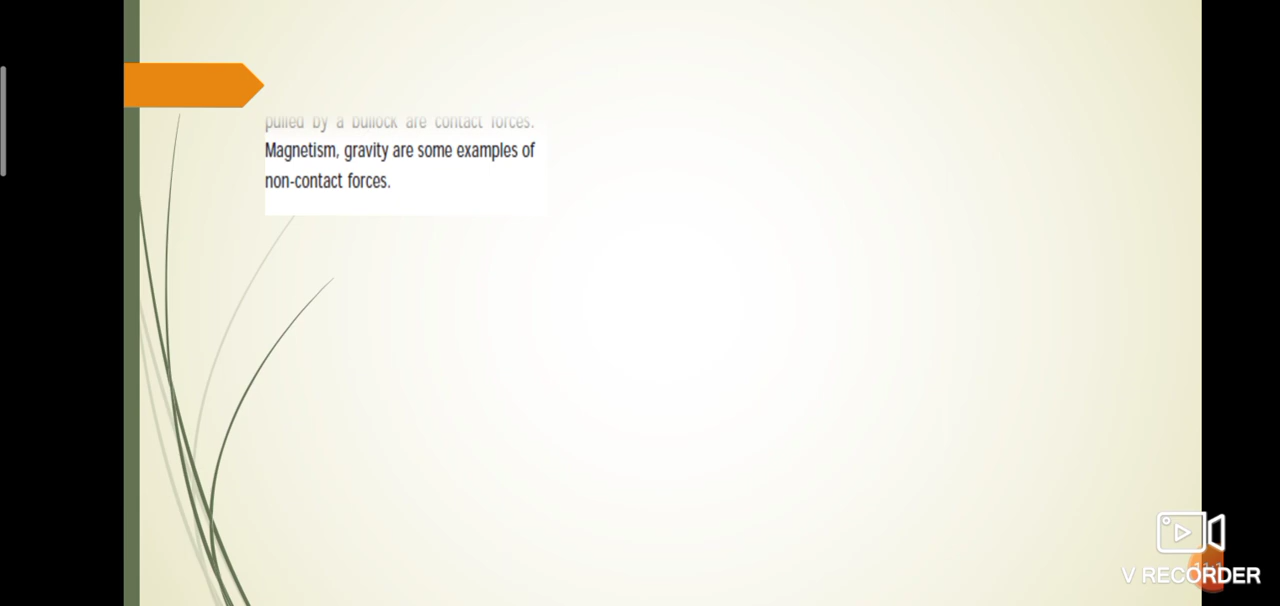 pulled by a bullock are contact forces.
Magnetism, gravity are some examples of
non-contact forces.
V RECORDER